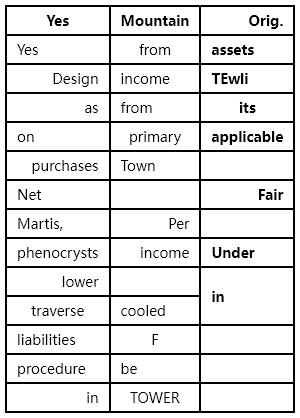 Yes Mountain Orig.
Yes from assets
Design income TEwli
as from its
on primary applicable
purchases Town
Net Fair
Martis, Per
phenocrysts income Under
lower
in
traverse cooled
liabilities F
procedure be
in TOWER